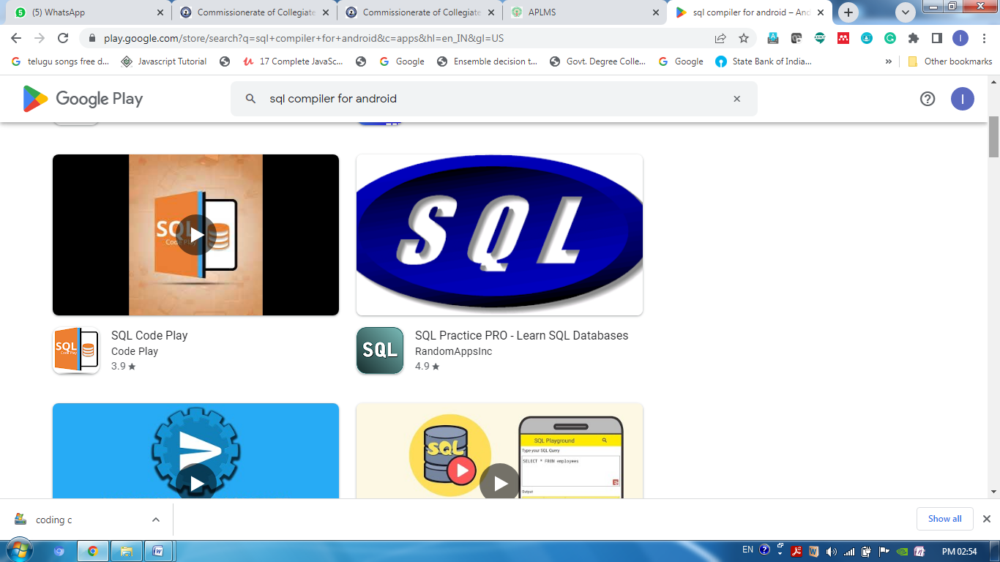 (5) WhatsApp
Commissionerate of Collegiate
Commissionerate of Collegiate
APLMS
sql compiler for android – And
play.google.com/store/search?q=sql+compiler+for+android&c=apps&hl=en_IN&gl=US
telugu songs free d...
Javascript Tutorial
17 Complete JavaSc...
Google
Ensemble decision t...
Govt. Degree Colle...
Google
State Bank of India...
»
Other bookmarks
Google Play
sql compiler for android
I
SQL
Code Play
SQL
SQL
Code Play
SQL Code Play
Code Play
3.9 ★
SQL
SQL Practice PRO - Learn SQL Databases
RandomAppsInc
4.9 ★
SQL
SQL Playground
Type your SQL Query
SELECT * FROM employees
Output
coding c
Show all
EN
PM 02:54